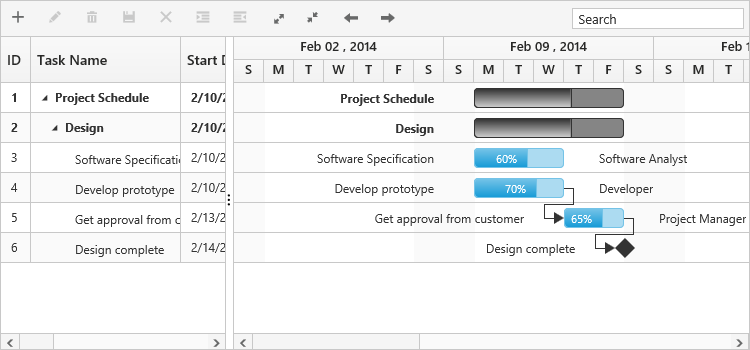 Search
ID Task Name Start D
1 Project Schedule 2/10/2
2 Design 2/10/2
3 Software Specificatio 2/10/2
4 Develop prototype 2/10/2
5 Get approval from c 2/13/2
6 Design complete 2/14/2
Feb 02 , 2014 Feb 09 , 2014 Feb 1
S M T W T F S S M T W T F S S M T
Project Schedule
Design
Software Specification 60% Software Analyst
Develop prototype 70% Developer
Get approval from customer 65% Project Manager
Design complete